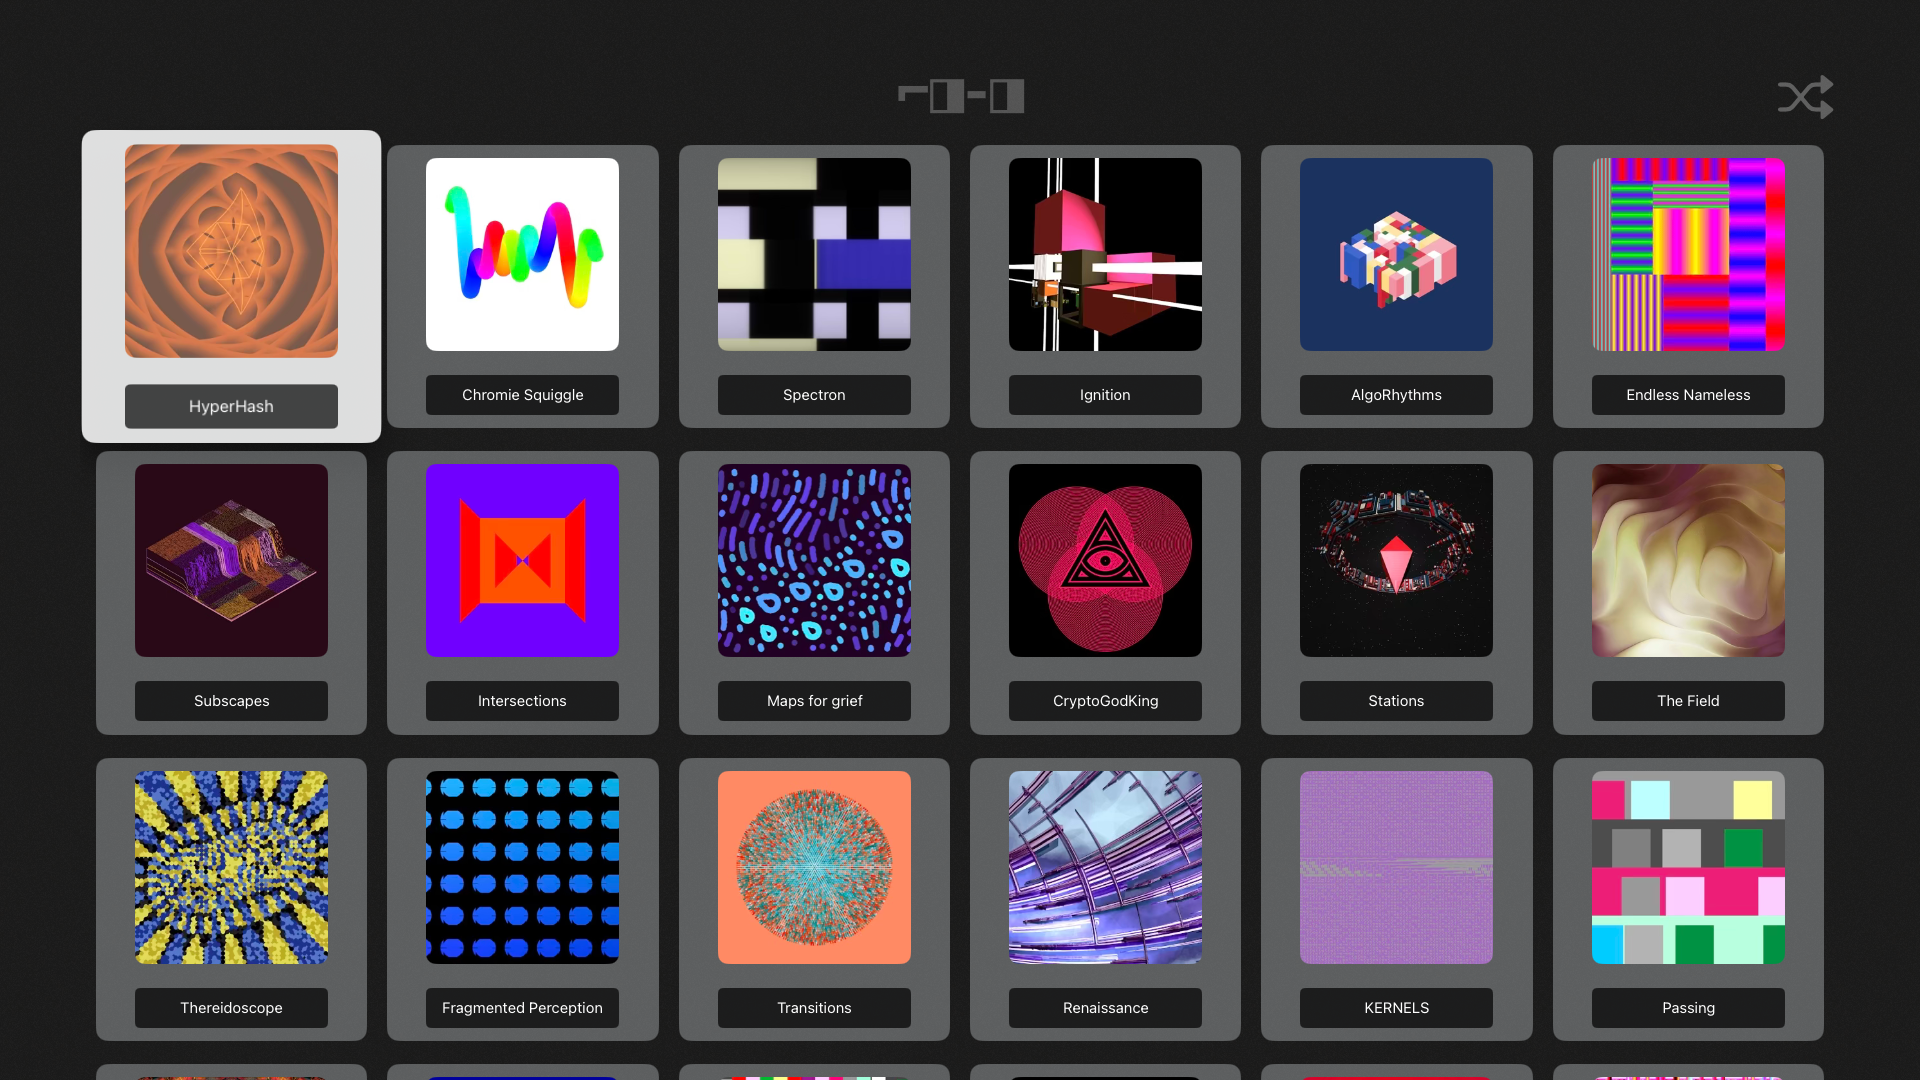 HyperHash
Chromie Squiggle
Spectron
Ignition
AlgoRhythms
Endless Nameless
Subscapes
Intersections
Maps for grief
CryptoGodKing
Stations
The Field
Thereidoscope
Fragmented Perception
Transitions
Renaissance
KERNELS
Passing